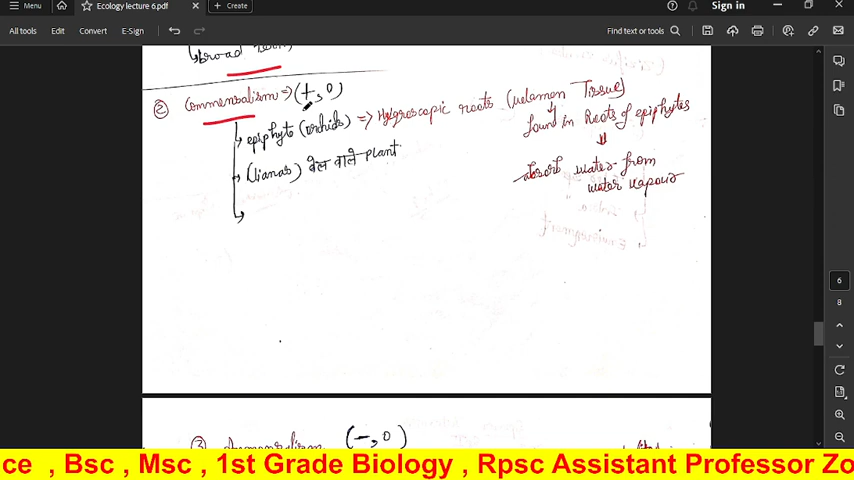 Menu
Ecology lecture 6.pdf
+ Create
Sign in
All tools Edit Convert E-Sign
Find text or tools
broad term
② Commensalism ⇒ (+, 0)
epiphyte (orchids) ⇒ Hygroscopic roots (velamen Tissue)
found in Roots of epiphytes
absorb water from
water vapour
(lianas) बेल वाले plant
6
8
③ (-, 0)
ce , Bsc , Msc , 1st Grade Biology , Rpsc Assistant Professor Zo